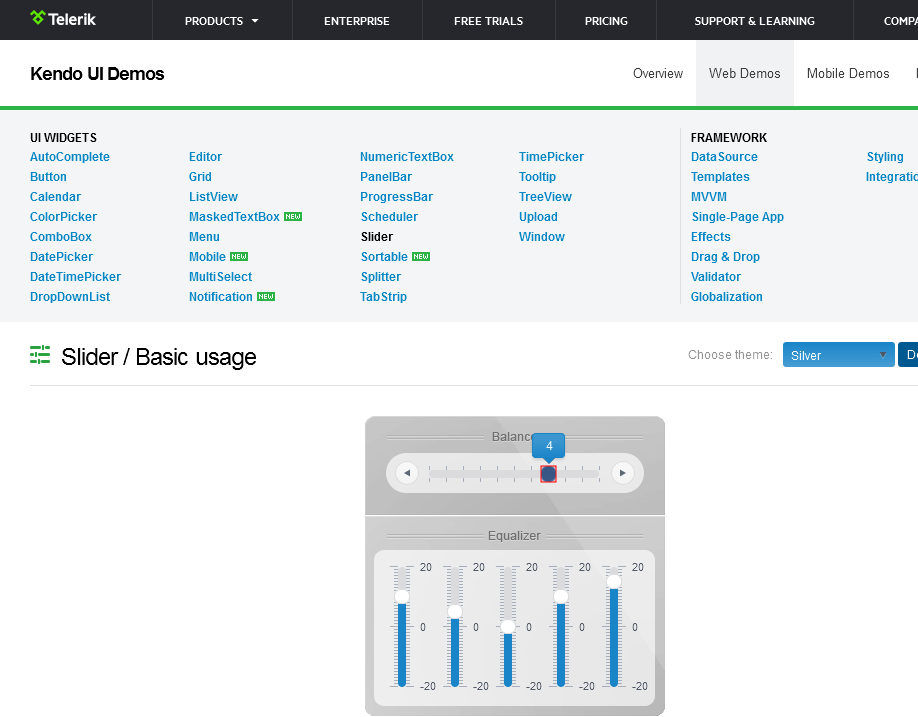 Telerik PRODUCTS ENTERPRISE FREE TRIALS PRICING SUPPORT & LEARNING
Kendo UI Demos Overview Web Demos Mobile Demos
UI WIDGETS FRAMEWORK
AutoComplete Editor NumericTextBox TimePicker DataSource Styling
Button Grid PanelBar Tooltip Templates
Calendar ListView ProgressBar TreeView MVVM
ColorPicker MaskedTextBox NEW Scheduler Upload Single-Page App
ComboBox Menu Slider Window Effects
DatePicker Mobile NEW Sortable NEW Drag & Drop
DateTimePicker MultiSelect Splitter Validator
DropDownList Notification NEW TabStrip Globalization
Slider / Basic usage Choose theme: Silver
Balance
4
Equalizer
20 20 20 20 20
0 0 0 0 0
-20 -20 -20 -20 -20